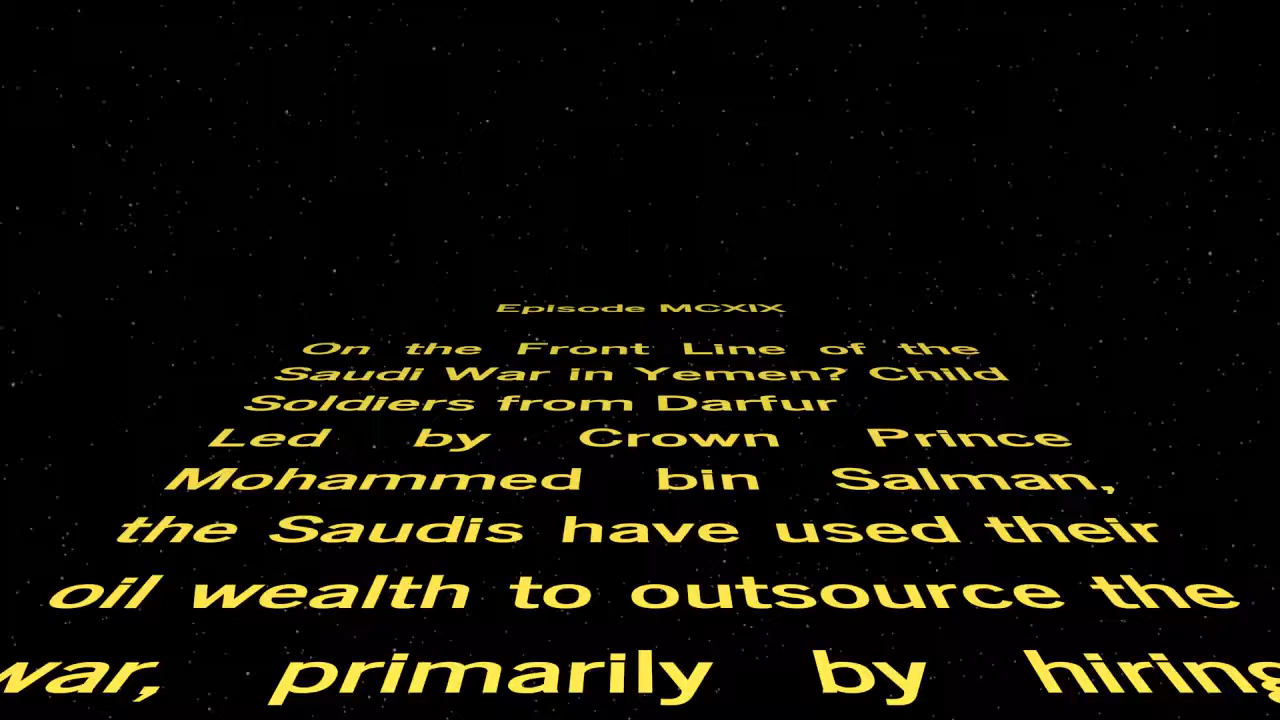 Episode MCXIX
On the Front Line of the
Saudi War in Yemen? Child
Soldiers from Darfur
Led by Crown Prince
Mohammed bin Salman,
the Saudis have used their
oil wealth to outsource the
war, primarily by hiring